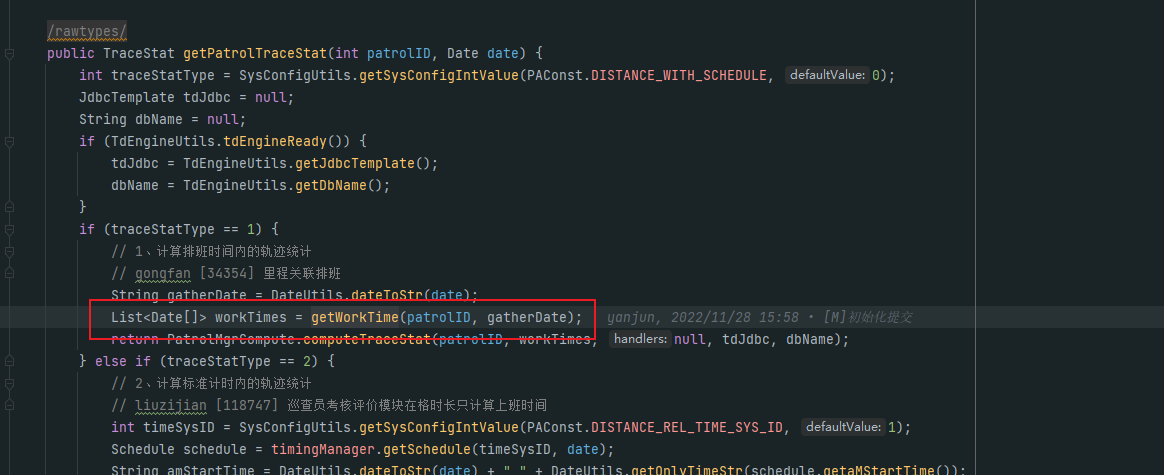 /rawtypes/
public TraceStat getPatrolTraceStat(int patrolID, Date date) {
int traceStatType = SysConfigUtils.getSysConfigIntValue(PAConst.DISTANCE_WITH_SCHEDULE, defaultValue: 0);
JdbcTemplate tdJdbc = null;
String dbName = null;
if (TdEngineUtils.tdEngineReady()) {
tdJdbc = TdEngineUtils.getJdbcTemplate();
dbName = TdEngineUtils.getDbName();
}
if (traceStatType == 1) {
// 1、计算排班时间内的轨迹统计
// gongfan [34354] 里程关联排班
String gatherDate = DateUtils.dateToStr(date);
List<Date[]> workTimes = getWorkTime(patrolID, gatherDate); yanjun, 2022/11/28 15:58 • [M]初始化提交
return PatrolMgrCompute.computeTraceStat(patrolID, workTimes, handlers: null, tdJdbc, dbName);
} else if (traceStatType == 2) {
// 2、计算标准计时内的轨迹统计
// liuzijian [118747] 巡查员考核评价模块在格时长只计算上班时间
int timeSysID = SysConfigUtils.getSysConfigIntValue(PAConst.DISTANCE_REL_TIME_SYS_ID, defaultValue: 1);
Schedule schedule = timingManager.getSchedule(timeSysID, date);
String amStartTime = DateUtils.dateToStr(date) + " " + DateUtils.getOnlyTimeStr(schedule.getaMStartTime());